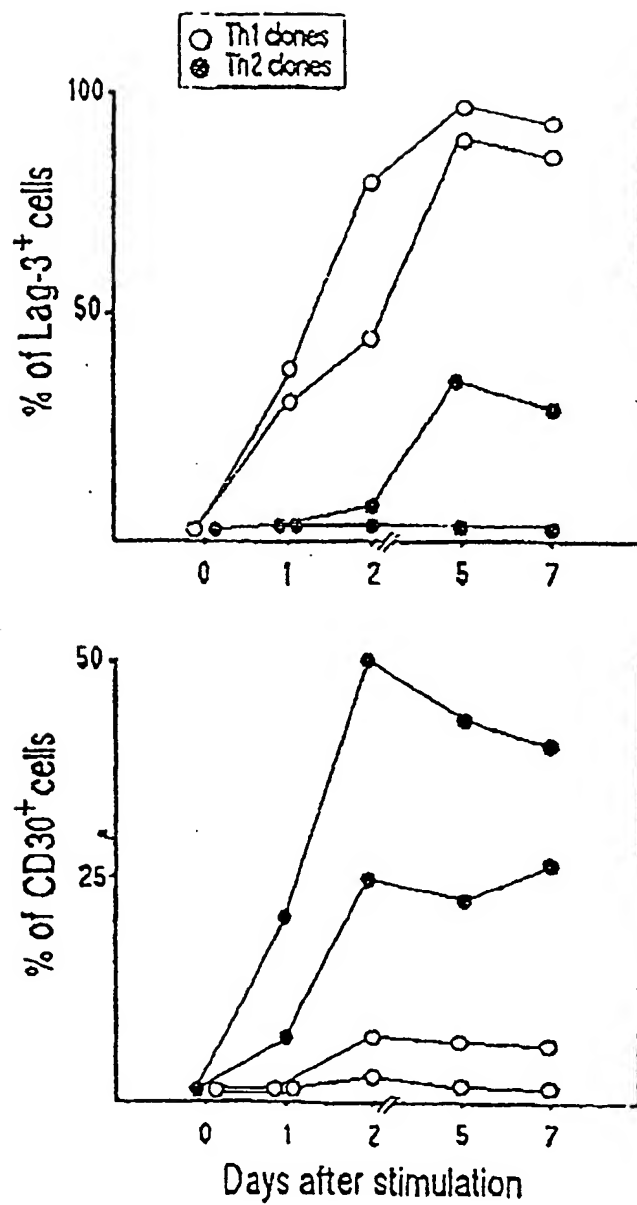 Th1 clones
Th2 clones
100
50
% of Lag-3+ cells
0 1 2 5 7
50
25
% of CD30+ cells
0 1 2 5 7
Days after stimulation